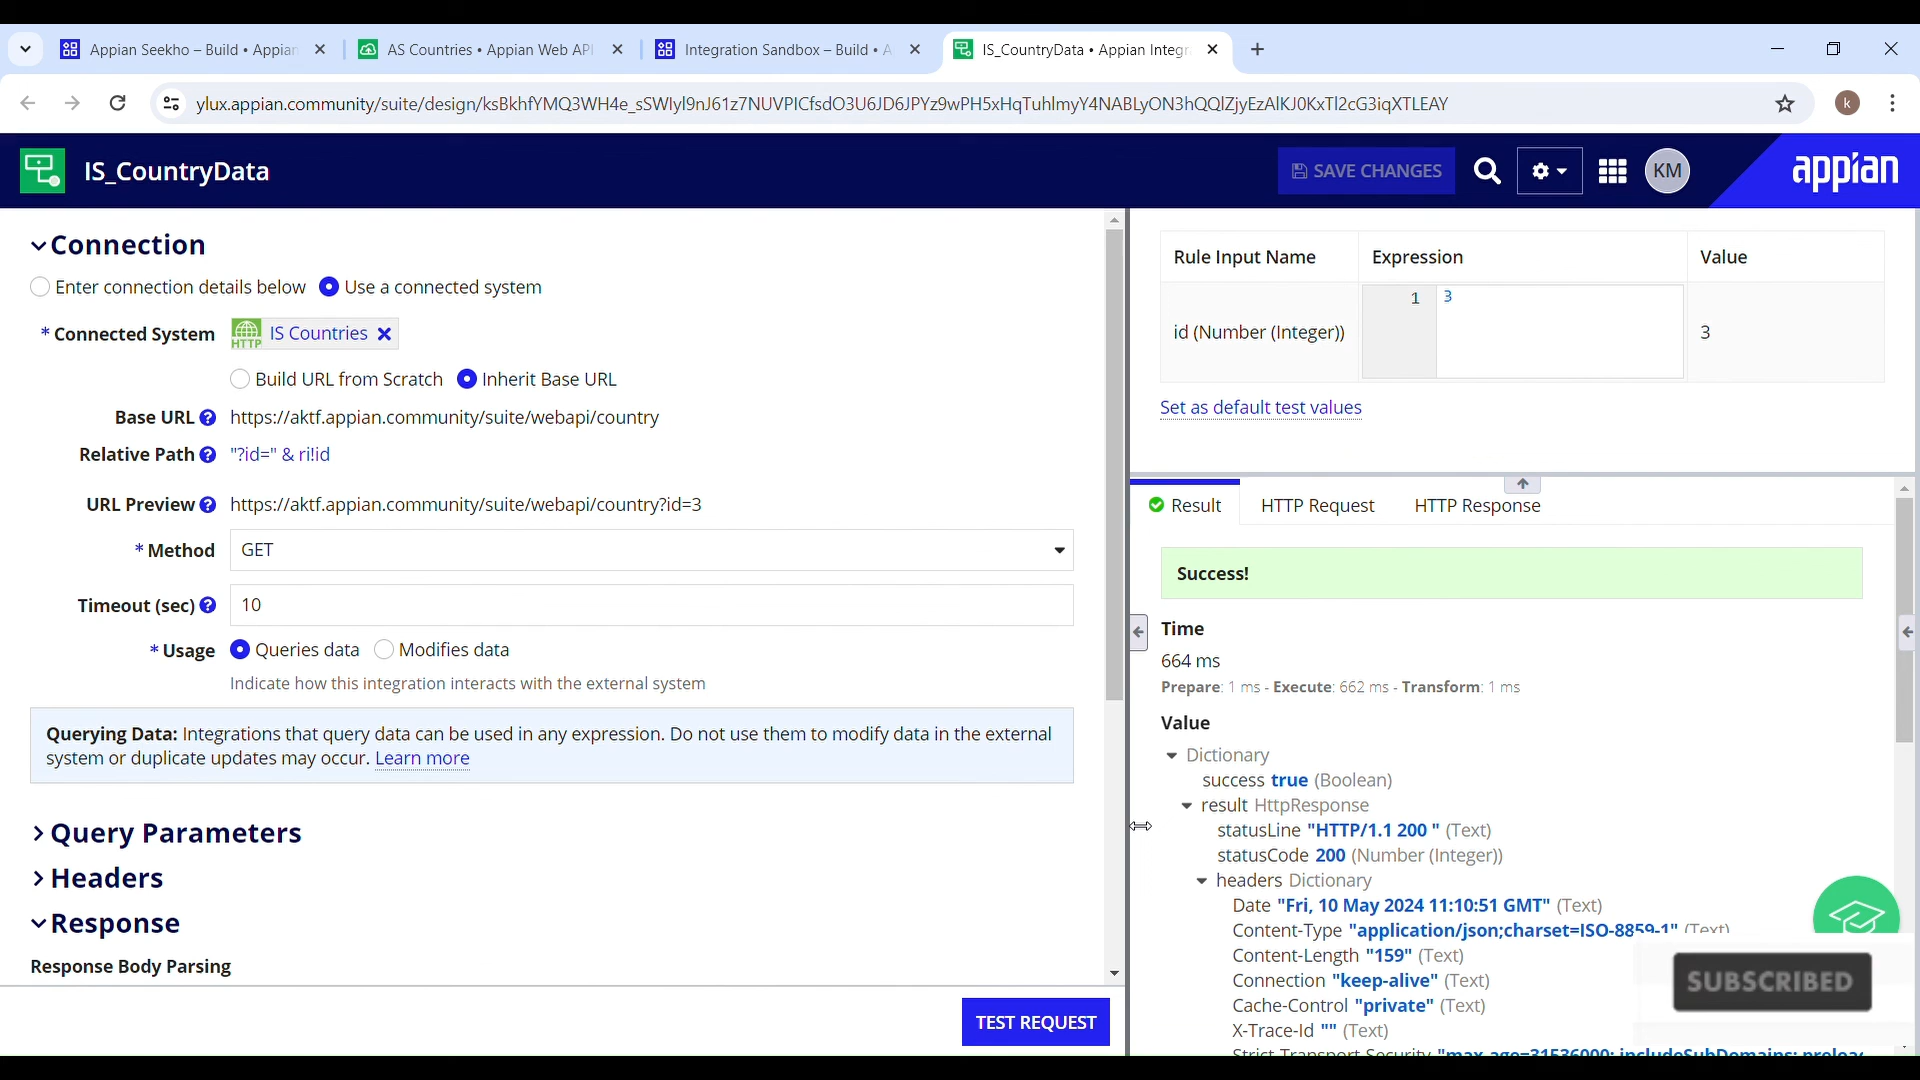 Appian Seekho – Build • Appian
AS Countries • Appian Web API
Integration Sandbox – Build • A
IS_CountryData • Appian Integr
ylux.appian.community/suite/design/ksBkhfYMQ3WH4e_sSWIyl9nJ61z7NUVPICfsdO3U6JD6JPYz9wPH5xHqTuhlmyY4NABLyON3hQQlZjyEzAlKJ0KxTl2cG3iqXTLEAY
k
IS_CountryData
SAVE CHANGES
KM
appian
Connection
Enter connection details below
Use a connected system
* Connected System
HTTP
IS Countries
Build URL from Scratch
Inherit Base URL
Base URL ? https://aktf.appian.community/suite/webapi/country
Relative Path ? "?id=" & ri!id
URL Preview ? https://aktf.appian.community/suite/webapi/country?id=3
* Method GET
Timeout (sec) ? 10
* Usage Queries data Modifies data
Indicate how this integration interacts with the external system
Querying Data: Integrations that query data can be used in any expression. Do not use them to modify data in the external
system or duplicate updates may occur. Learn more
Query Parameters
Headers
Response
Response Body Parsing
TEST REQUEST
Rule Input Name Expression Value
1 3
id (Number (Integer)) 3
Set as default test values
Result HTTP Request HTTP Response
Success!
Time
664 ms
Prepare: 1 ms - Execute: 662 ms - Transform: 1 ms
Value
Dictionary
success true (Boolean)
result HttpResponse
statusLine "HTTP/1.1 200 " (Text)
statusCode 200 (Number (Integer))
headers Dictionary
Date "Fri, 10 May 2024 11:10:51 GMT" (Text)
Content-Type "application/json;charset=ISO-8859-1" (Text)
Content-Length "159" (Text)
Connection "keep-alive" (Text)
Cache-Control "private" (Text)
X-Trace-Id "" (Text)
Strict-Transport-Security "max-age=31536000; includeSubDomains; preload
SUBSCRIBED